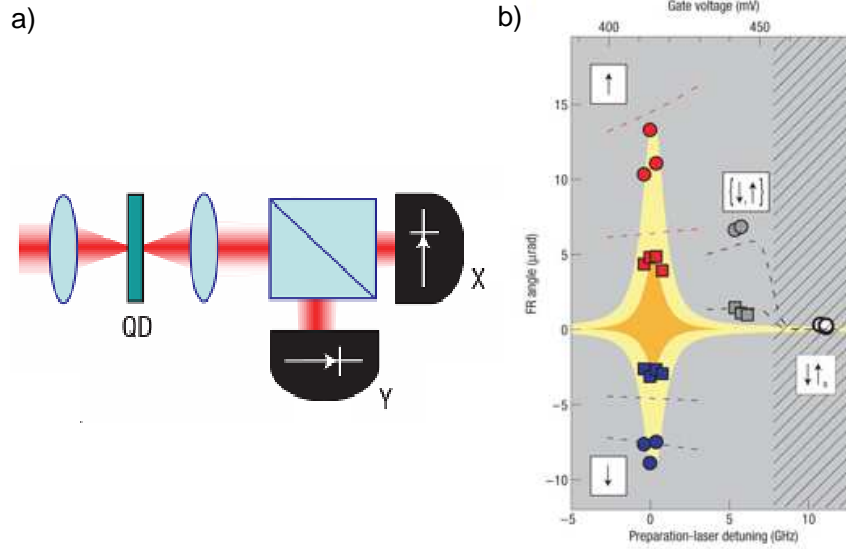 a)
QD
X
Y
b)
Gate voltage (mV)
400
450
FR angle (μrad)
15
10
5
0
−5
−10
↑
{↓,↑}
↓↑s
↓
−5
0
5
10
Preparation-laser detuning (GHz)